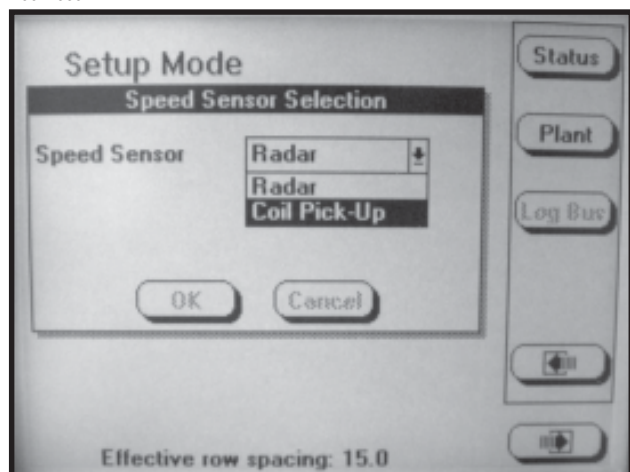 Setup Mode
Speed Sensor Selection
Speed Sensor
Radar
Radar
Coil Pick-Up
OK
Cancel
Effective row spacing: 15.0
Status
Plant
Log Bus